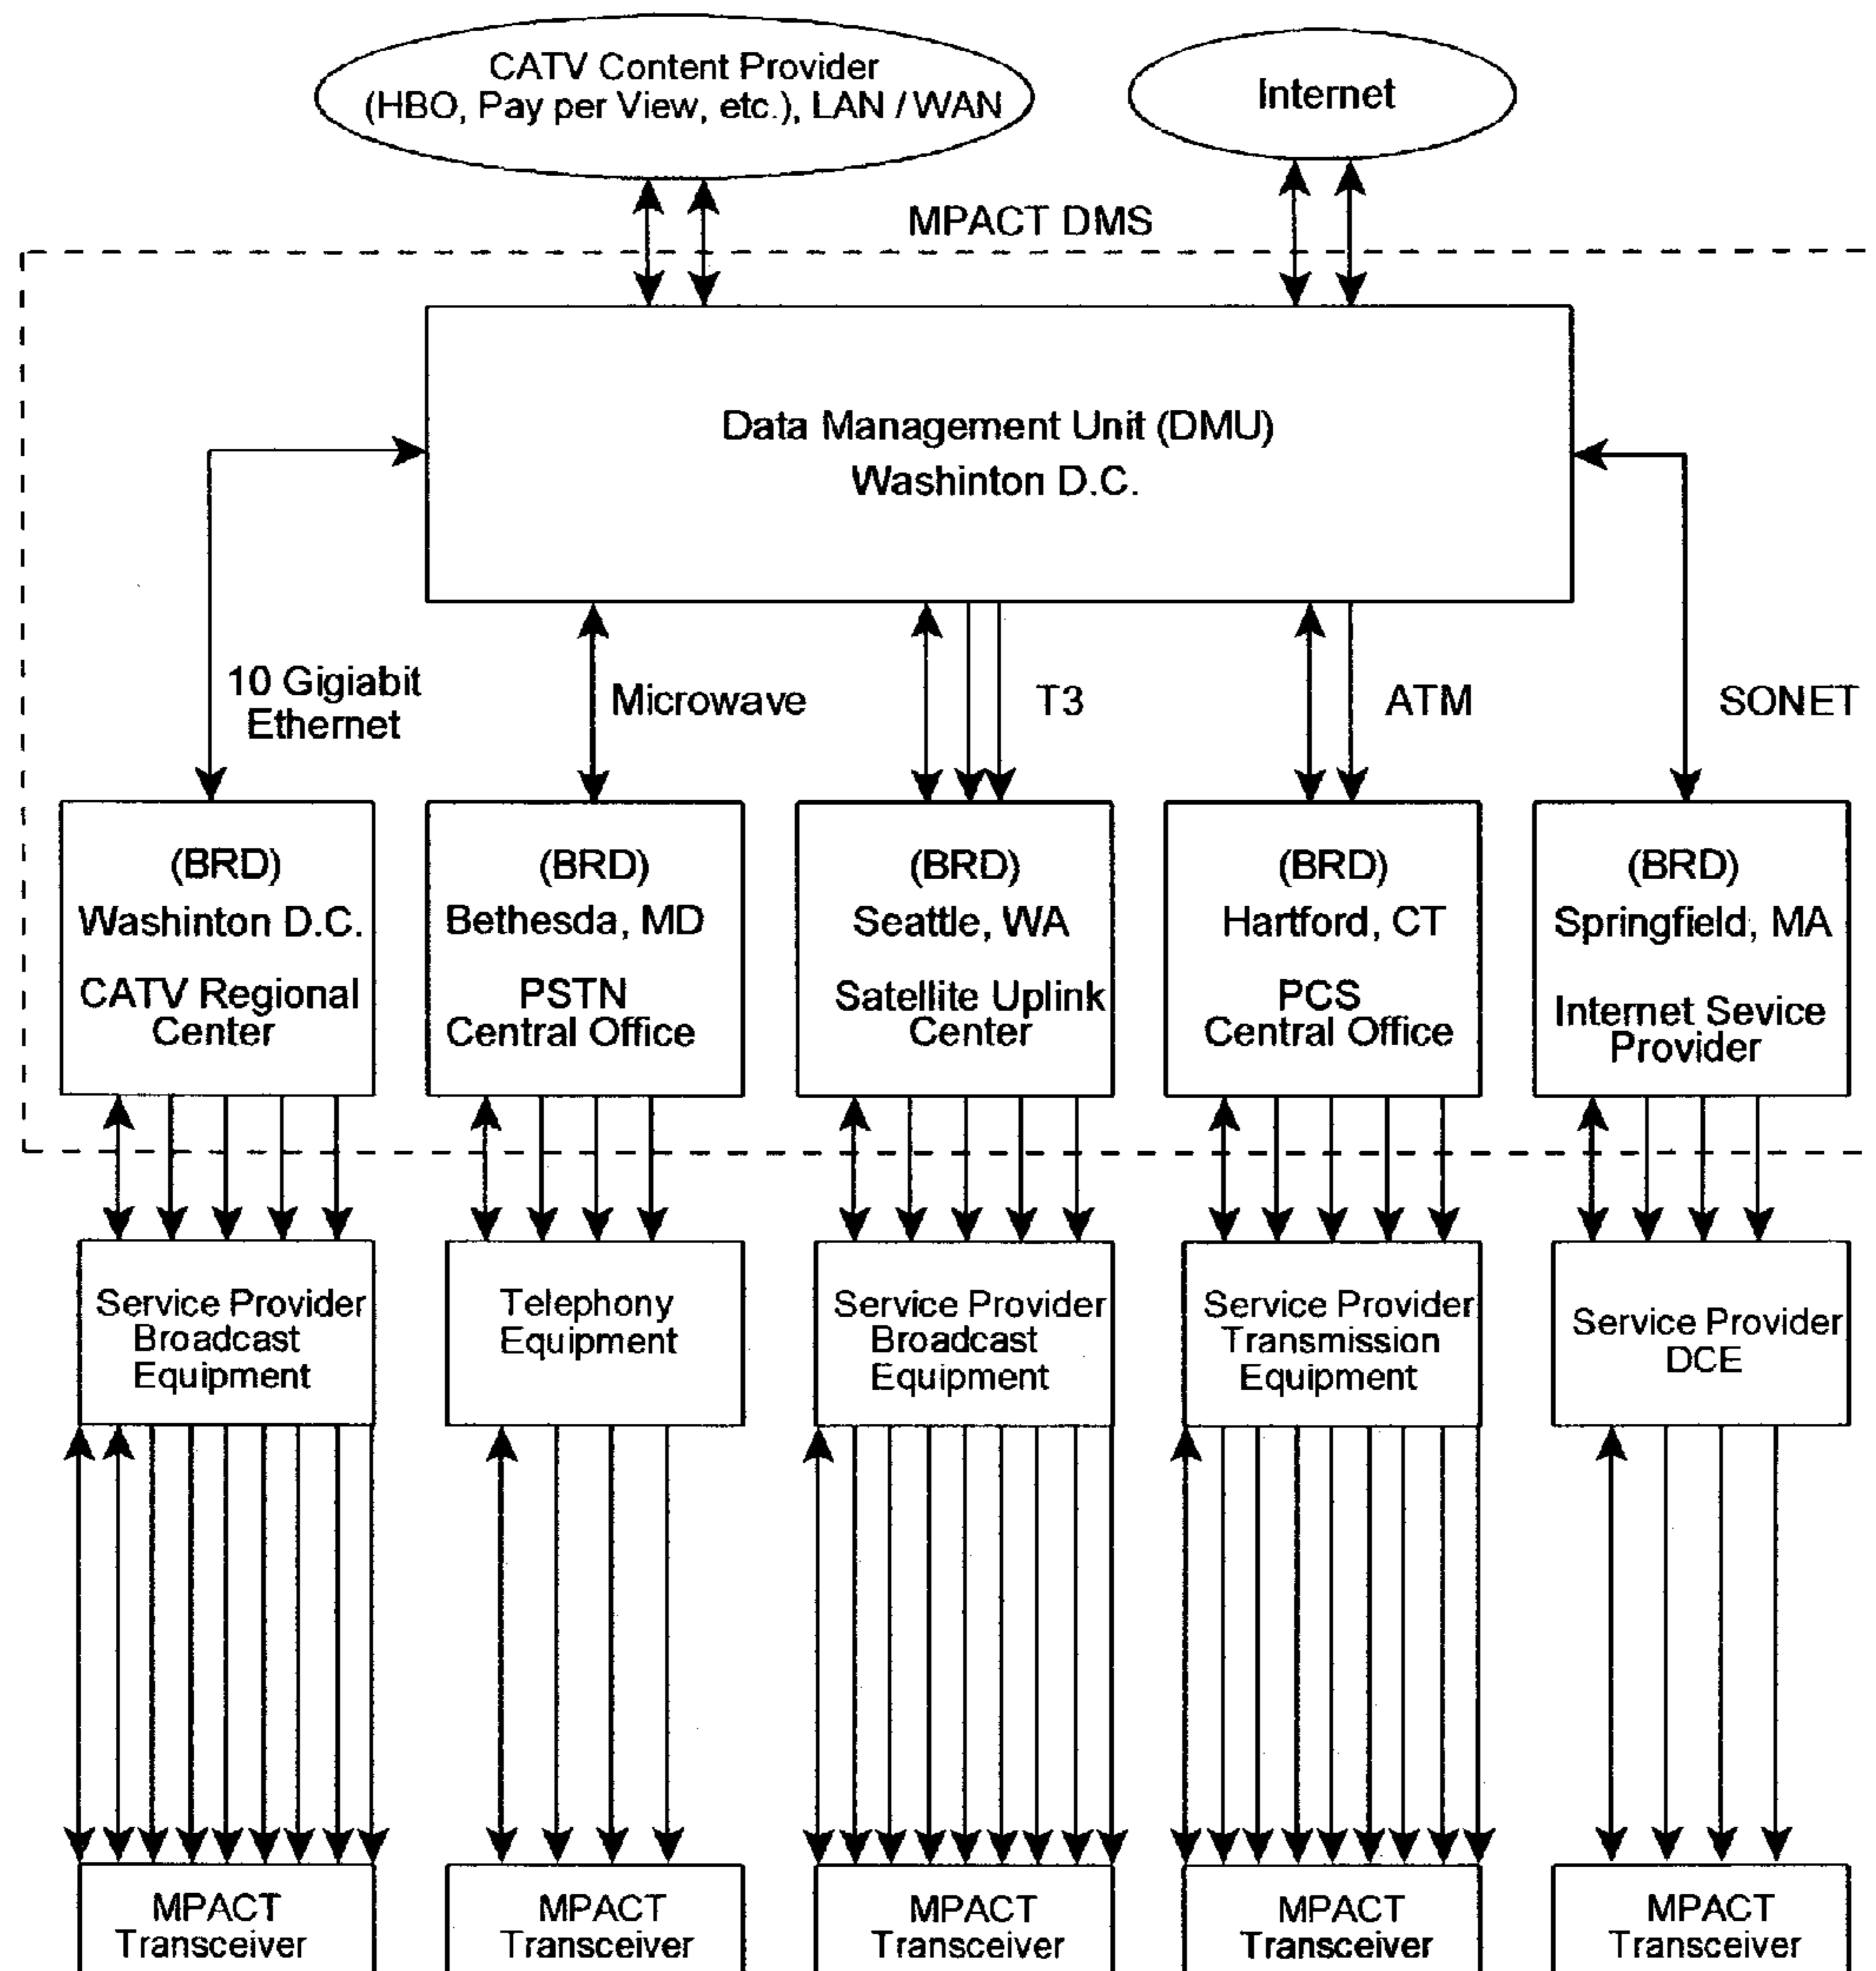 CATV Content Provider
(HBO, Pay per View, etc.), LAN / WAN
Internet
MPACT DMS
Data Management Unit (DMU)
Washinton D.C.
10 Gigiabit
Ethernet
Microwave
T3
ATM
SONET
(BRD)
Washinton D.C.
CATV Regional
Center
(BRD)
Bethesda, MD
PSTN
Central Office
(BRD)
Seattle, WA
Satellite Uplink
Center
(BRD)
Hartford, CT
PCS
Central Office
(BRD)
Springfield, MA
Internet Sevice
Provider
Service Provider
Broadcast
Equipment
Telephony
Equipment
Service Provider
Broadcast
Equipment
Service Provider
Transmission
Equipment
Service Provider
DCE
MPACT
Transceiver
MPACT
Transceiver
MPACT
Transceiver
MPACT
Transceiver
MPACT
Transceiver